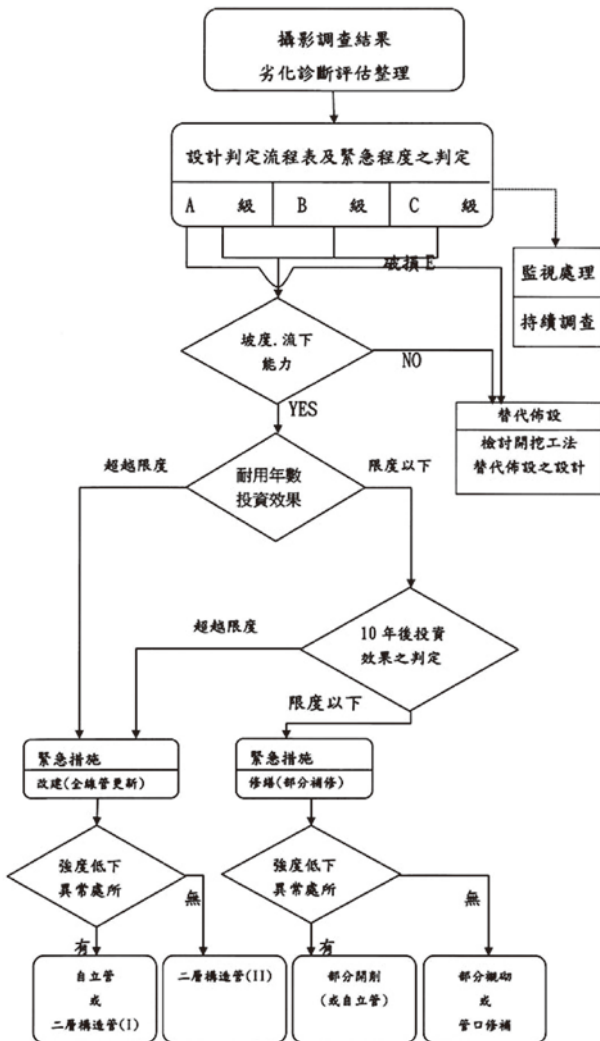 攝影調查結果
劣化診斷評估整理
設計判定流程表及緊急程度之判定
A 級 B 級 C 級
破損E
監視處理
持續調查
坡度.流下
能力
NO
YES
替代佈設
檢討開挖工法
替代佈設之設計
超越限度
耐用年數
投資效果
限度以下
超越限度
10年後投資
效果之判定
限度以下
緊急措施
改建(全線管更新)
緊急措施
修繕(部分補修)
強度低下
異常處所
無
有
強度低下
異常處所
無
有
自立管
或
二層構造管(I)
二層構造管(II)
部分開削
(或自立管)
部分襯砌
或
管口修補